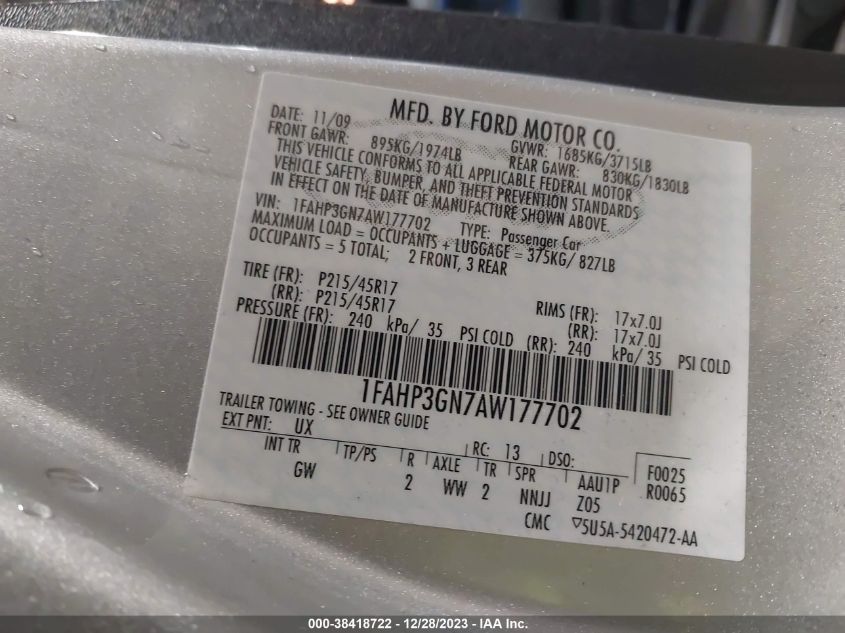 MFD. BY FORD MOTOR CO.
DATE: 11/09 GVWR: 1685KG/3715LB
FRONT GAWR: 895KG/1974LB REAR GAWR: 830KG/1830LB
THIS VEHICLE CONFORMS TO ALL APPLICABLE FEDERAL MOTOR
VEHICLE SAFETY, BUMPER, AND THEFT PREVENTION STANDARDS
IN EFFECT ON THE DATE OF MANUFACTURE SHOWN ABOVE.
VIN: 1FAHP3GN7AW177702 TYPE: Passenger Car
MAXIMUM LOAD = OCCUPANTS + LUGGAGE = 375KG/ 827LB
OCCUPANTS = 5 TOTAL; 2 FRONT, 3 REAR
TIRE (FR): P215/45R17 RIMS (FR): 17x7.0J
(RR): P215/45R17 (RR): 17x7.0J
PRESSURE (FR): 240 kPa/ 35 PSI COLD (RR): 240 kPa/ 35 PSI COLD
1FAHP3GN7AW177702
TRAILER TOWING - SEE OWNER GUIDE
EXT PNT: UX RC: 13 DSO: F0025
INT TR TP/PS R AXLE TR SPR AAU1P R0065
GW 2 WW 2 NNJJ Z05
CMC 5U5A-5420472-AA
000-38418722 - 12/28/2023 - IAA Inc.